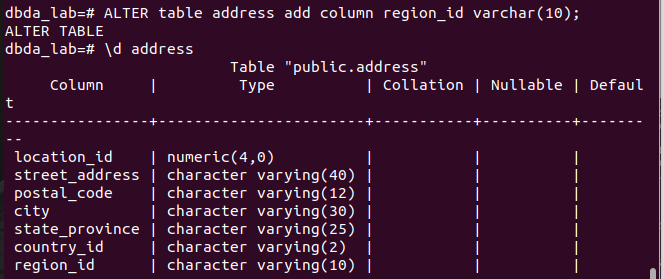 dbda_lab=# ALTER table address add column region_id varchar(10);
ALTER TABLE
dbda_lab=# \d address
                          Table "public.address"
     Column     |         Type          | Collation | Nullable | Defaul
t
----------------+-----------------------+-----------+----------+-------
--
 location_id    | numeric(4,0)          |           |          |
 street_address | character varying(40) |           |          |
 postal_code    | character varying(12) |           |          |
 city           | character varying(30) |           |          |
 state_province | character varying(25) |           |          |
 country_id     | character varying(2)  |           |          |
 region_id      | character varying(10) |           |          |